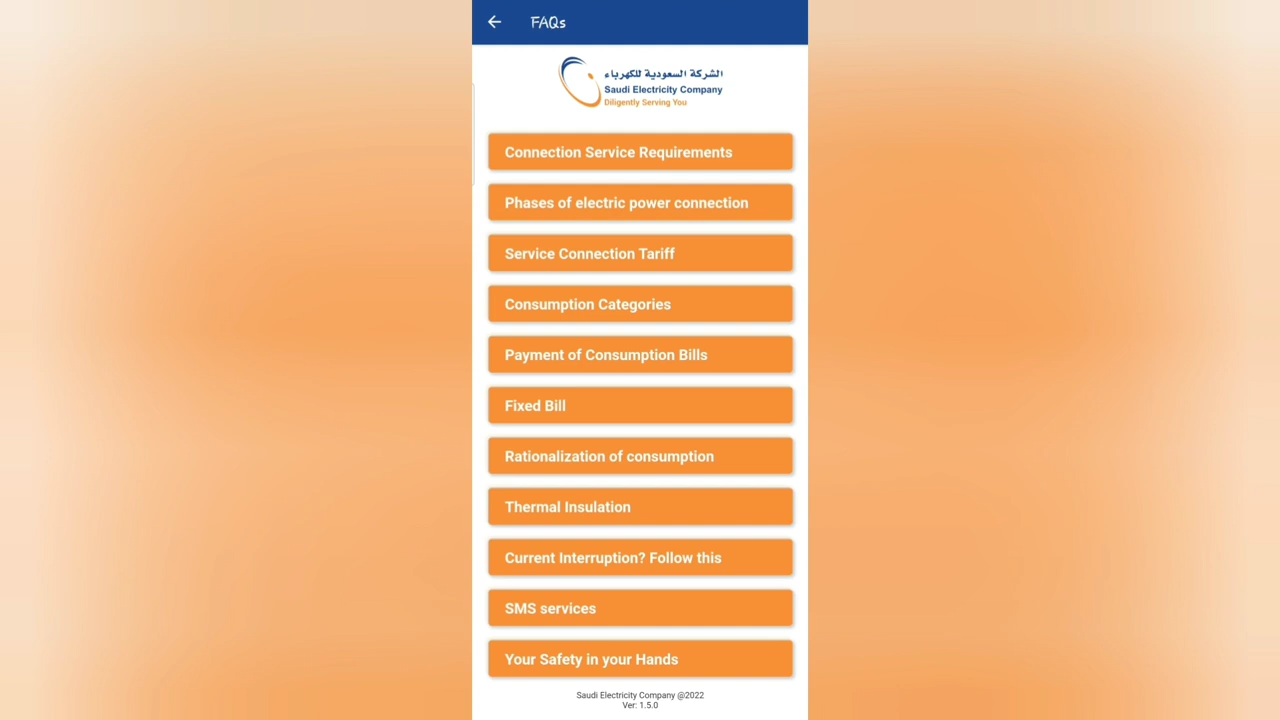 FAQs
الشركة السعودية للكهرباء
Saudi Electricity Company
Diligently Serving You
Connection Service Requirements
Phases of electric power connection
Service Connection Tariff
Consumption Categories
Payment of Consumption Bills
Fixed Bill
Rationalization of consumption
Thermal Insulation
Current Interruption? Follow this
SMS services
Your Safety in your Hands
Saudi Electricity Company @2022
Ver: 1.5.0